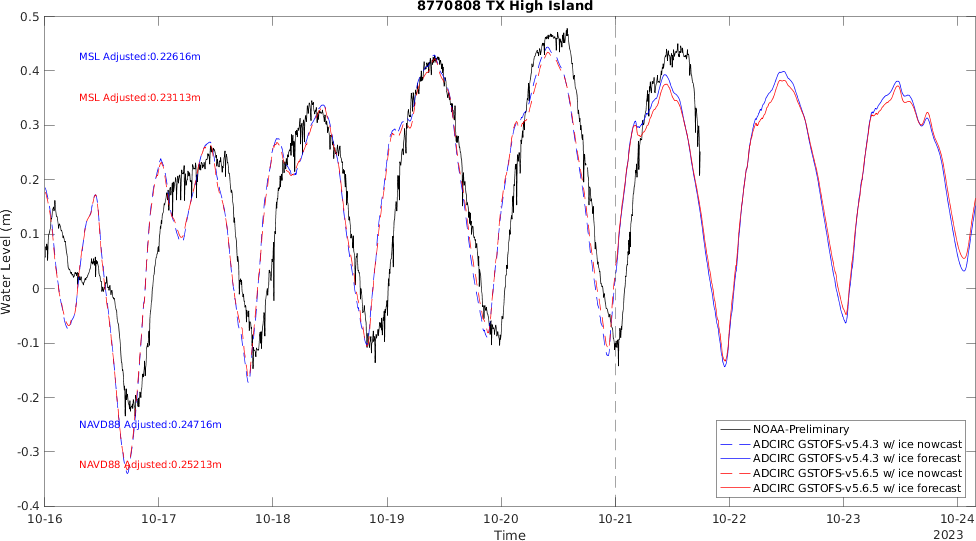 8770808 TX High Island
0.5
0.4
0.3
0.2
0.1
0
-0.1
-0.2
-0.3
-0.4
Water Level (m)
MSL Adjusted:0.22616m
MSL Adjusted:0.23113m
NAVD88 Adjusted:0.24716m
NAVD88 Adjusted:0.25213m
NOAA-Preliminary
ADCIRC GSTOFS-v5.4.3 w/ ice nowcast
ADCIRC GSTOFS-v5.4.3 w/ ice forecast
ADCIRC GSTOFS-v5.6.5 w/ ice nowcast
ADCIRC GSTOFS-v5.6.5 w/ ice forecast
10-16 10-17 10-18 10-19 10-20 10-21 10-22 10-23 10-24
Time
2023